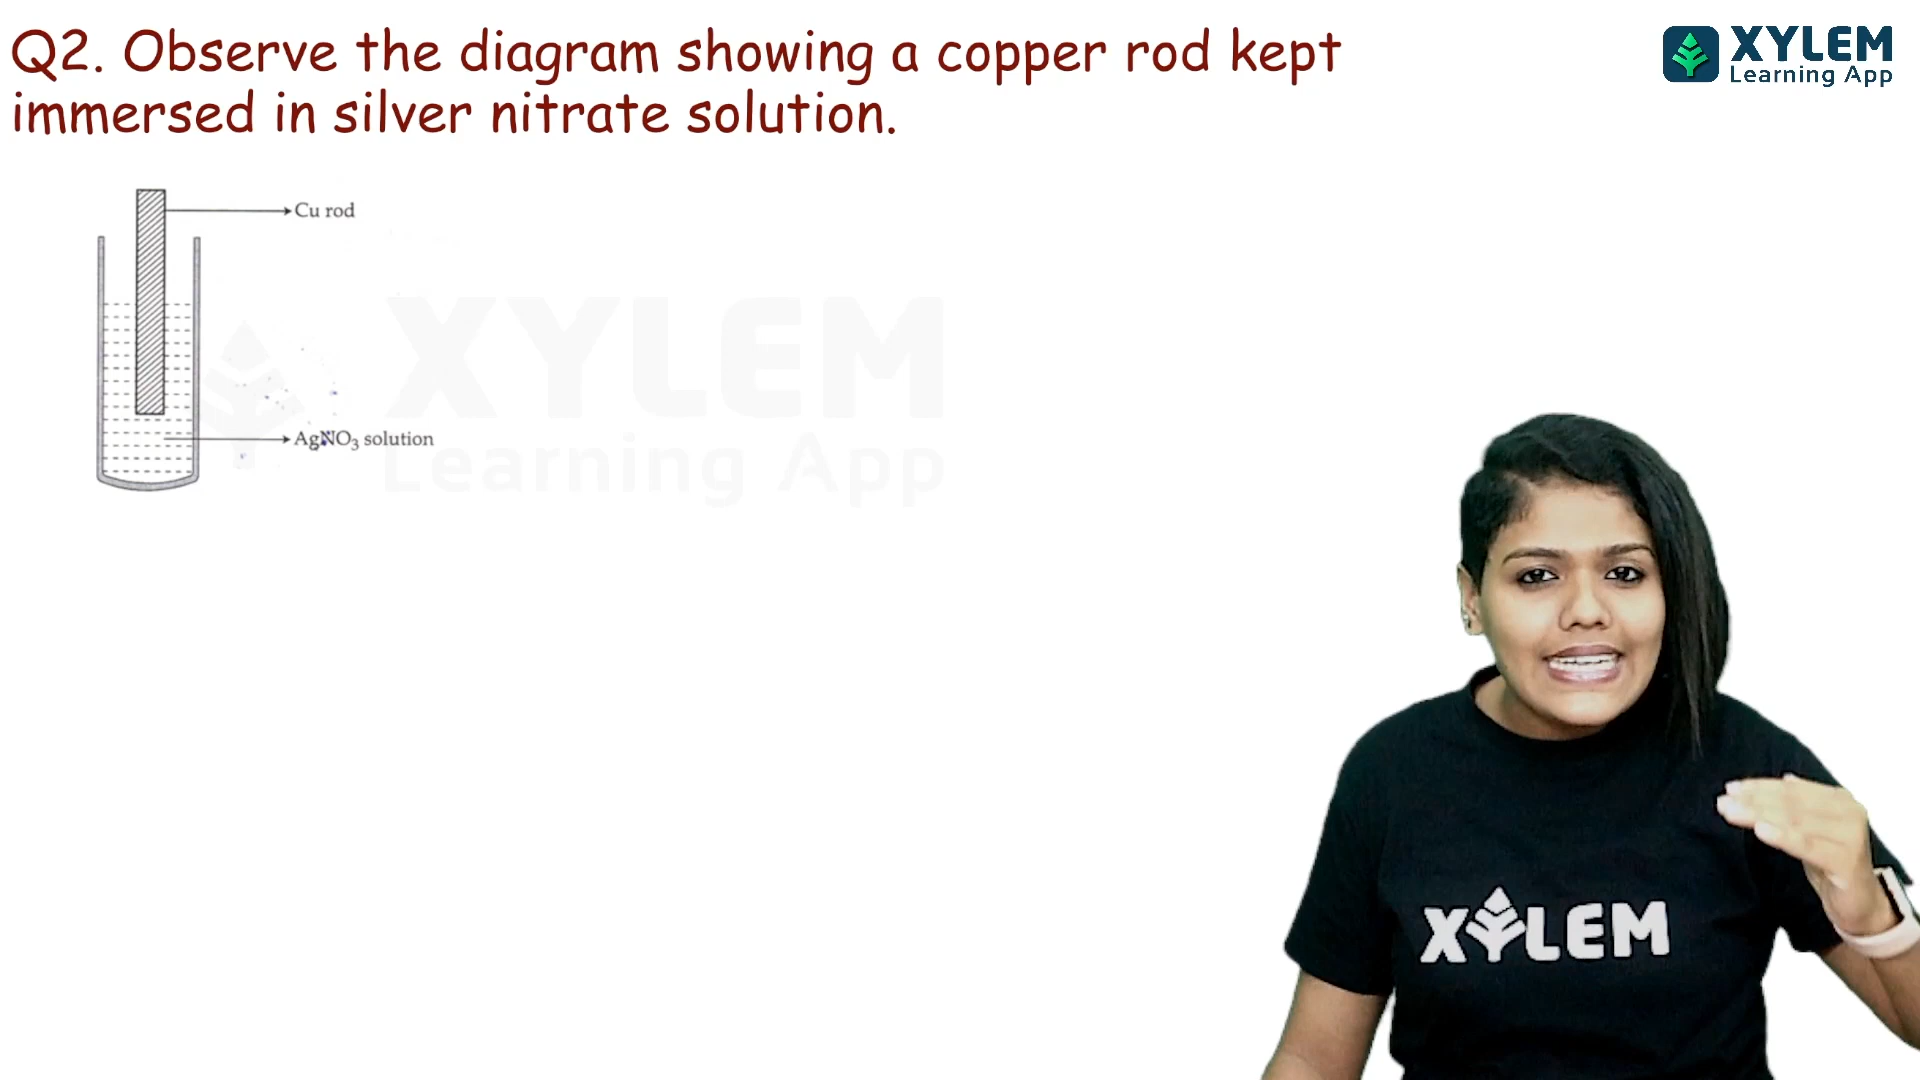 Q2. Observe the diagram showing a copper rod kept
immersed in silver nitrate solution.
XYLEM
Learning App
Cu rod
XYLEM
Learning App
AgNO₃ solution
XYLEM